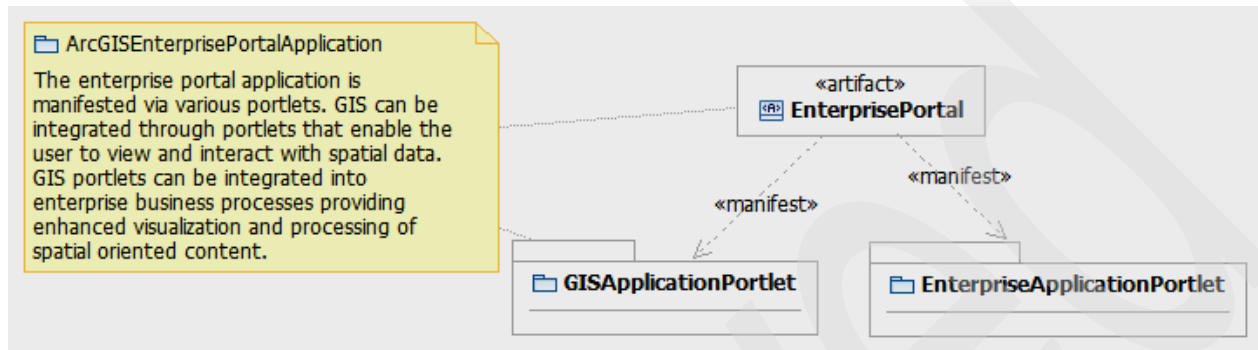 ArcGISEnterprisePortalApplication
The enterprise portal application is
manifested via various portlets. GIS can be
integrated through portlets that enable the
user to view and interact with spatial data.
GIS portlets can be integrated into
enterprise business processes providing
enhanced visualization and processing of
spatial oriented content.
«artifact»
EnterprisePortal
«manifest»
«manifest»
GISApplicationPortlet
EnterpriseApplicationPortlet